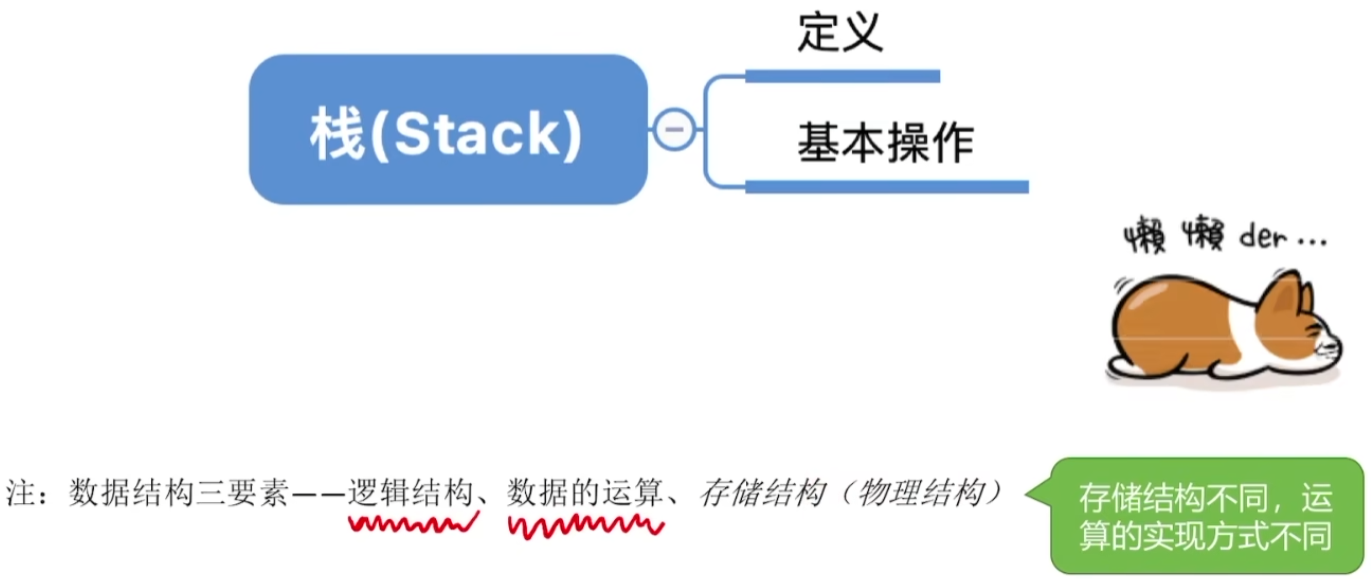 定义
栈(Stack)
基本操作
懒 懒 der...
注：数据结构三要素——逻辑结构、数据的运算、存储结构（物理结构）
存储结构不同，运
算的实现方式不同